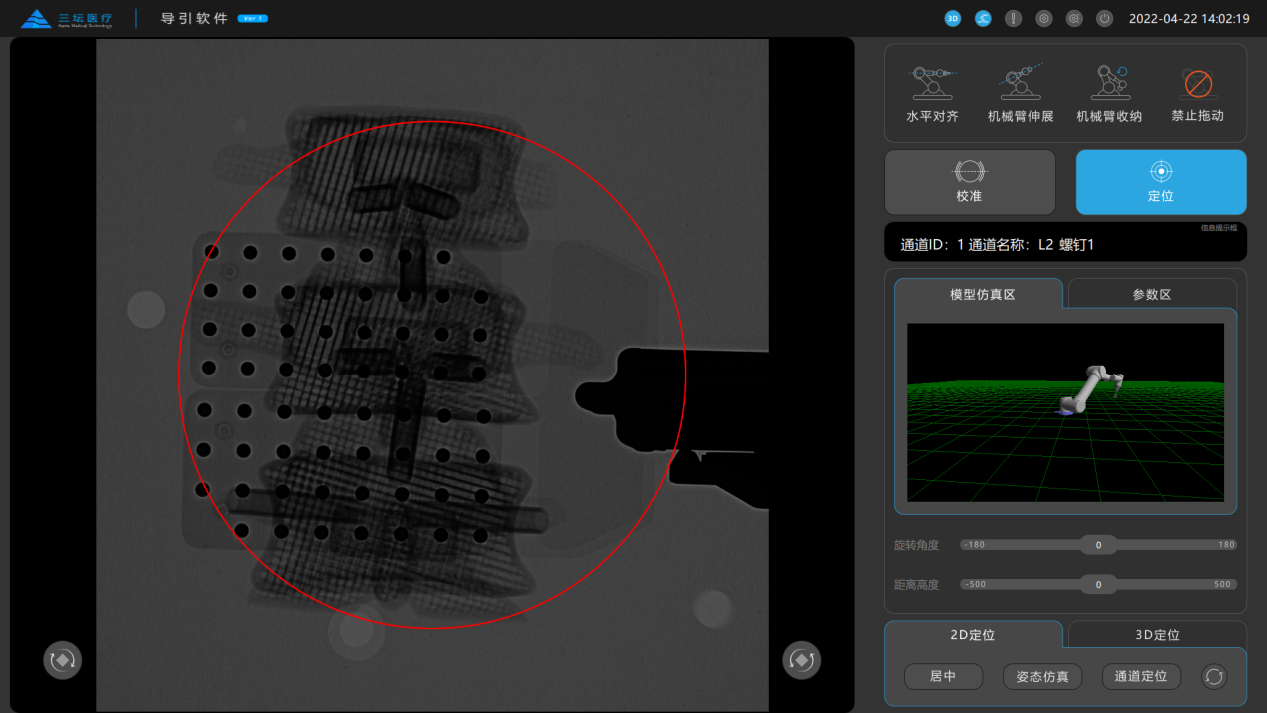 三坛医疗
导引软件 Ver 1
3D
2022-04-22 14:02:19
水平对齐 机械臂伸展 机械臂收纳 禁止拖动
校准 定位
信息提示框
通道ID：1 通道名称：L2 螺钉1
模型仿真区 参数区
旋转角度 -180 0 180
距离高度 -500 0 500
2D定位 3D定位
居中 姿态仿真 通道定位